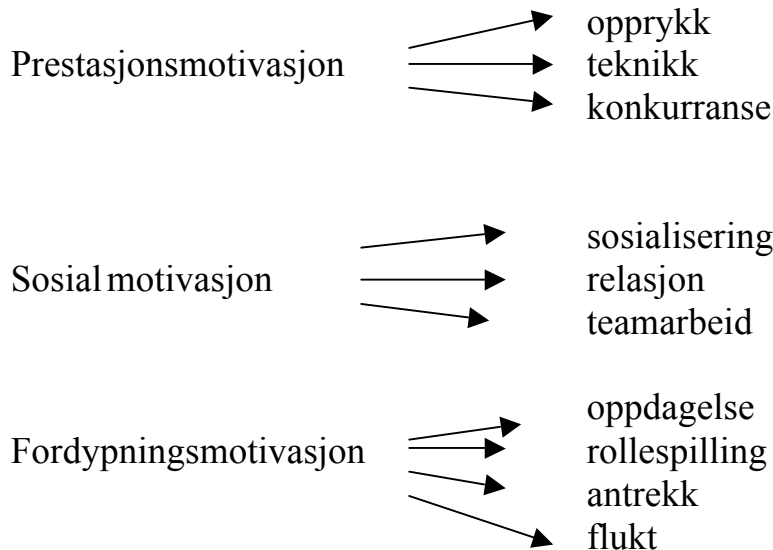 opprykk
Prestasjonsmotivasjon
teknikk
konkurranse
sosialisering
Sosial motivasjon
relasjon
teamarbeid
oppdagelse
Fordypningsmotivasjon
rollespilling
antrekk
flukt